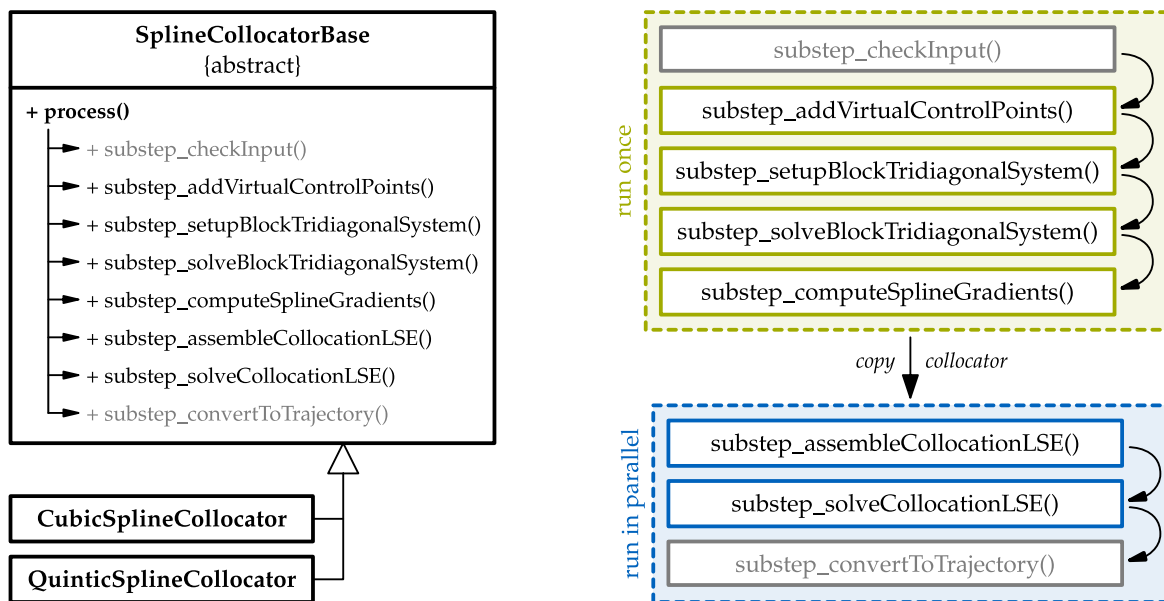 SplineCollocatorBase
{abstract}
+ process()
+ substep_checkInput()
+ substep_addVirtualControlPoints()
+ substep_setupBlockTridiagonalSystem()
+ substep_solveBlockTridiagonalSystem()
+ substep_computeSplineGradients()
+ substep_assembleCollocationLSE()
+ substep_solveCollocationLSE()
+ substep_convertToTrajectory()
CubicSplineCollocator
QuinticSplineCollocator
run once
substep_checkInput()
substep_addVirtualControlPoints()
substep_setupBlockTridiagonalSystem()
substep_solveBlockTridiagonalSystem()
substep_computeSplineGradients()
copy collocator
run in parallel
substep_assembleCollocationLSE()
substep_solveCollocationLSE()
substep_convertToTrajectory()